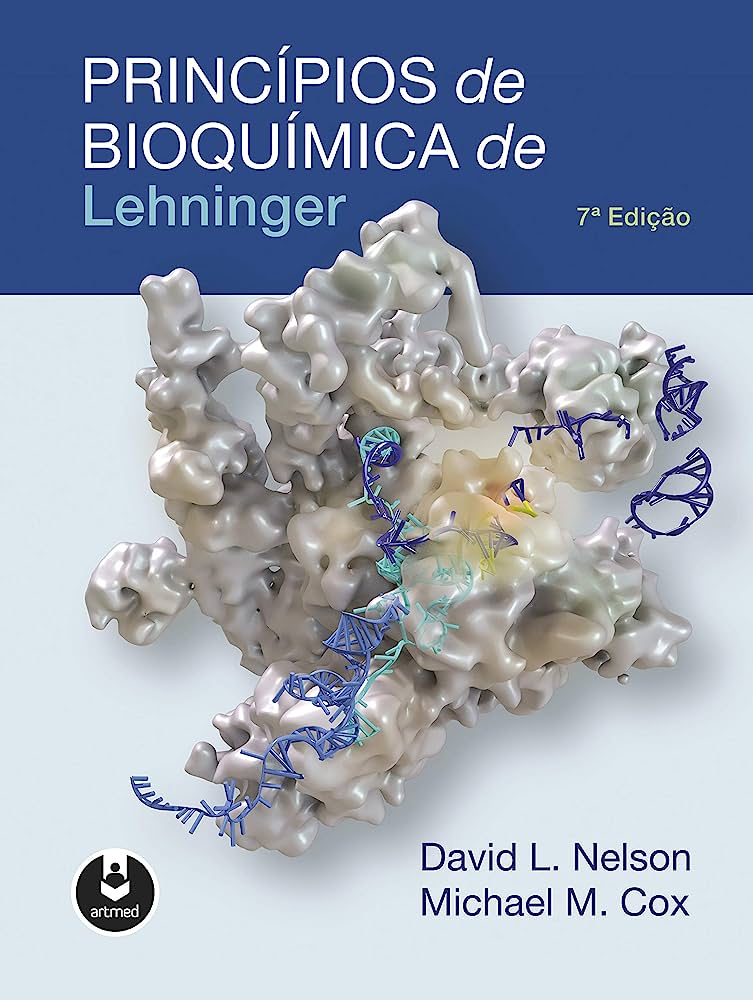 PRINCÍPIOS de
BIOQUÍMICA de
Lehninger
7ª Edição
David L. Nelson
Michael M. Cox
artmed